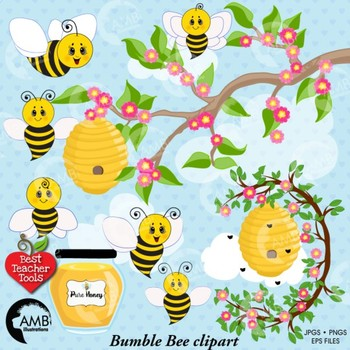 Best
Teacher
Tools
Pure Honey
AMB
Illustrations
Bumble Bee clipart
JPGS • PNGS
EPS FILES